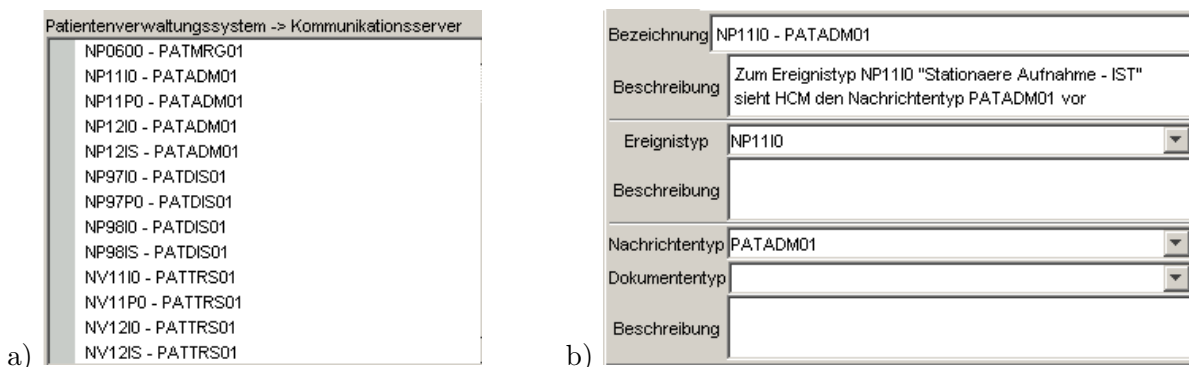 Patientenverwaltungssystem -> Kommunikationsserver
NP0600 - PATMRG01
NP11I0 - PATADM01
NP11P0 - PATADM01
NP12I0 - PATADM01
NP12IS - PATADM01
NP97I0 - PATDIS01
NP97P0 - PATDIS01
NP98I0 - PATDIS01
NP98IS - PATDIS01
NV11I0 - PATTRS01
NV11P0 - PATTRS01
NV12I0 - PATTRS01
NV12IS - PATTRS01
a)
Bezeichnung NP11I0 - PATADM01
Beschreibung
Zum Ereignistyp NP11I0 "Stationaere Aufnahme - IST"
sieht HCM den Nachrichtentyp PATADM01 vor
Ereignistyp NP11I0
Beschreibung
Nachrichtentyp PATADM01
Dokumententyp
Beschreibung
b)